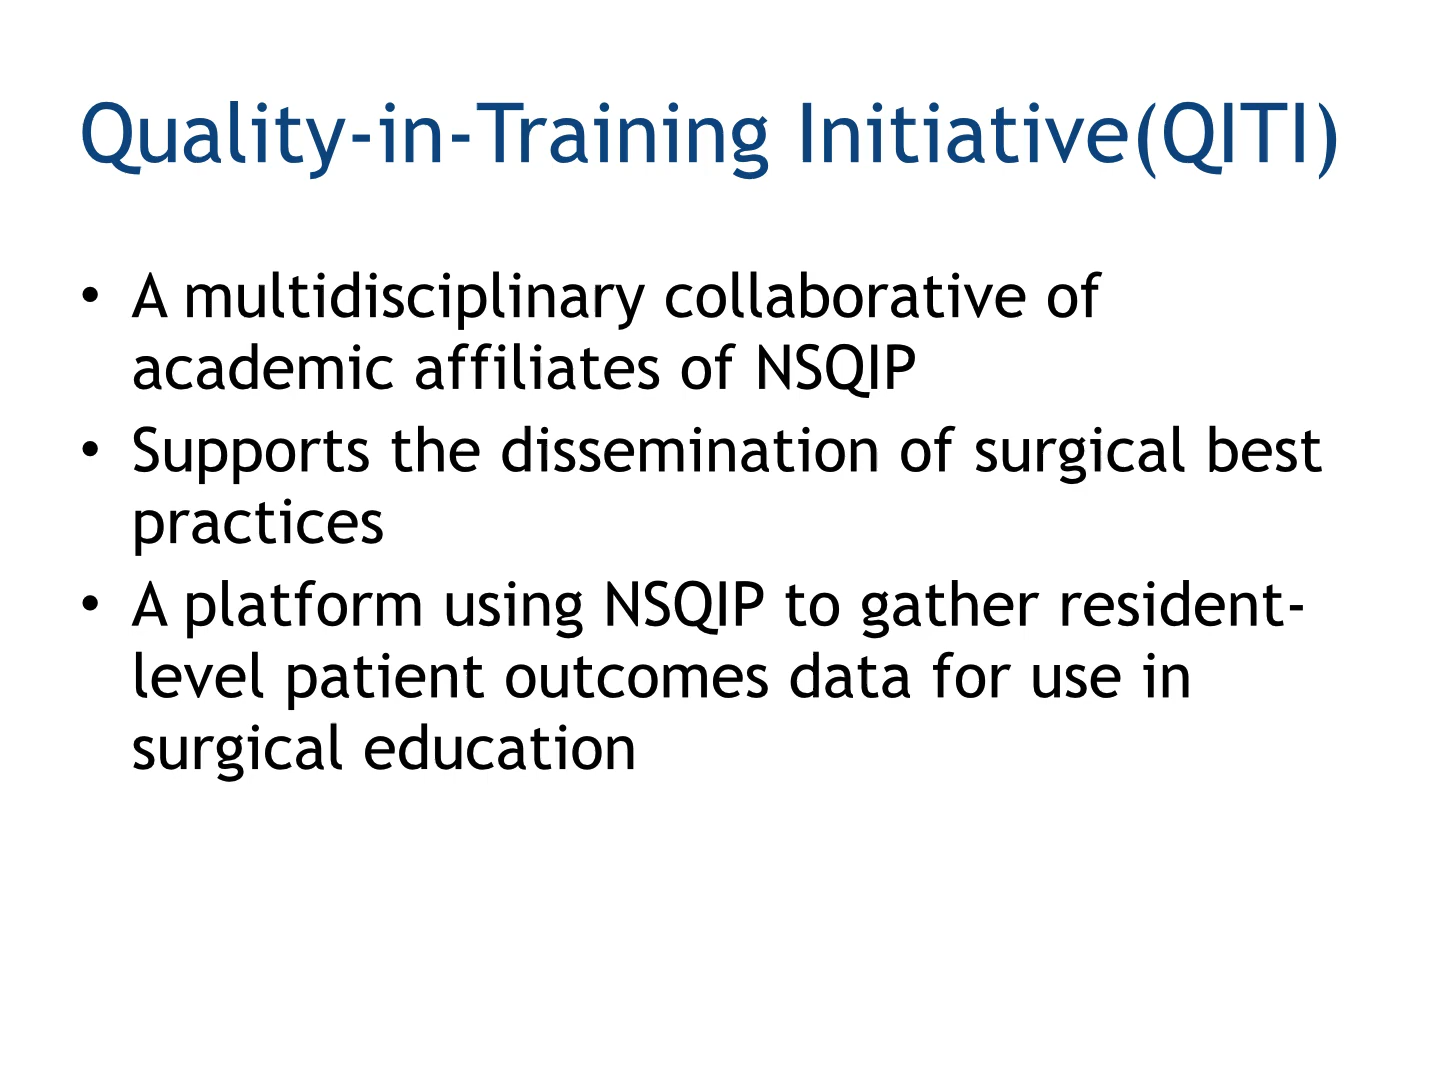 Quality-in-Training Initiative(QITI)
• A multidisciplinary collaborative of
academic affiliates of NSQIP
• Supports the dissemination of surgical best
practices
• A platform using NSQIP to gather resident-
level patient outcomes data for use in
surgical education